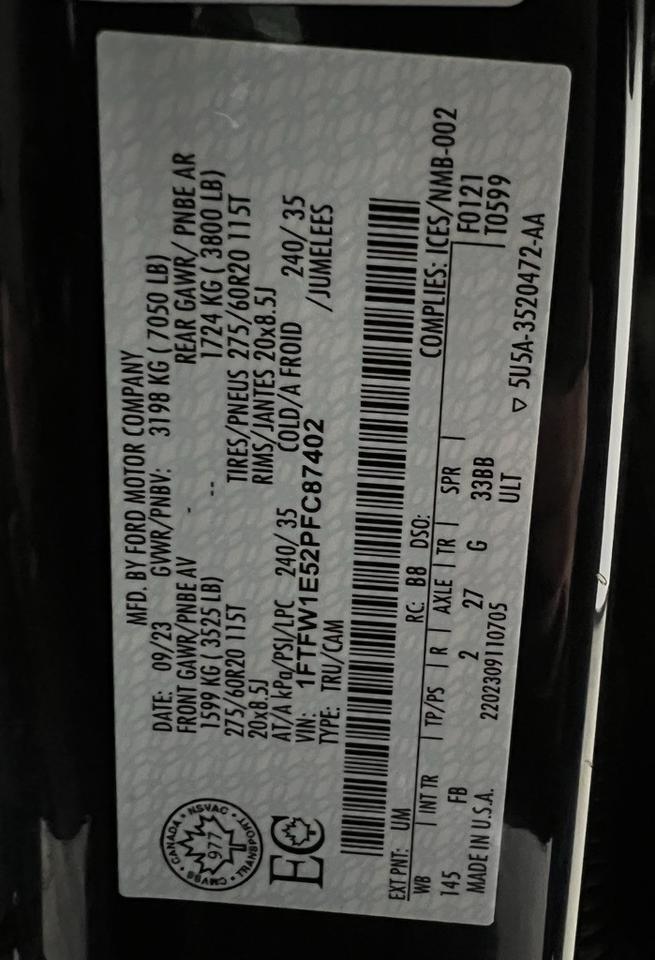 MFD. BY FORD MOTOR COMPANY
DATE: 09/23 GVWR/PNBV: 3198 KG ( 7050 LB)
FRONT GAWR/PNBE AV - REAR GAWR/ PNBE AR
1599 KG ( 3525 LB) -- 1724 KG ( 3800 LB)
275/60R20 115T TIRES/PNEUS 275/60R20 115T
20x8.5J RIMS/JANTES 20x8.5J
AT/A kPa/PSI/LPC 240/ 35 COLD/A FROID 240/ 35
VIN: 1FTFW1E52PFC87402 /JUMELEES
TYPE: TRU/CAM
CANADA • NSVAC • TRANSPORT • CMVSS •
977
EC
EXT PNT: UM RC: B8 DSO: COMPLIES: ICES/NMB-002
WB INT TR TP/PS R AXLE TR SPR F0121
145 FB 2 27 G 33BB T0599
MADE IN U.S.A. 2202309110705 ULT
▽ 5U5A-3520472-AA